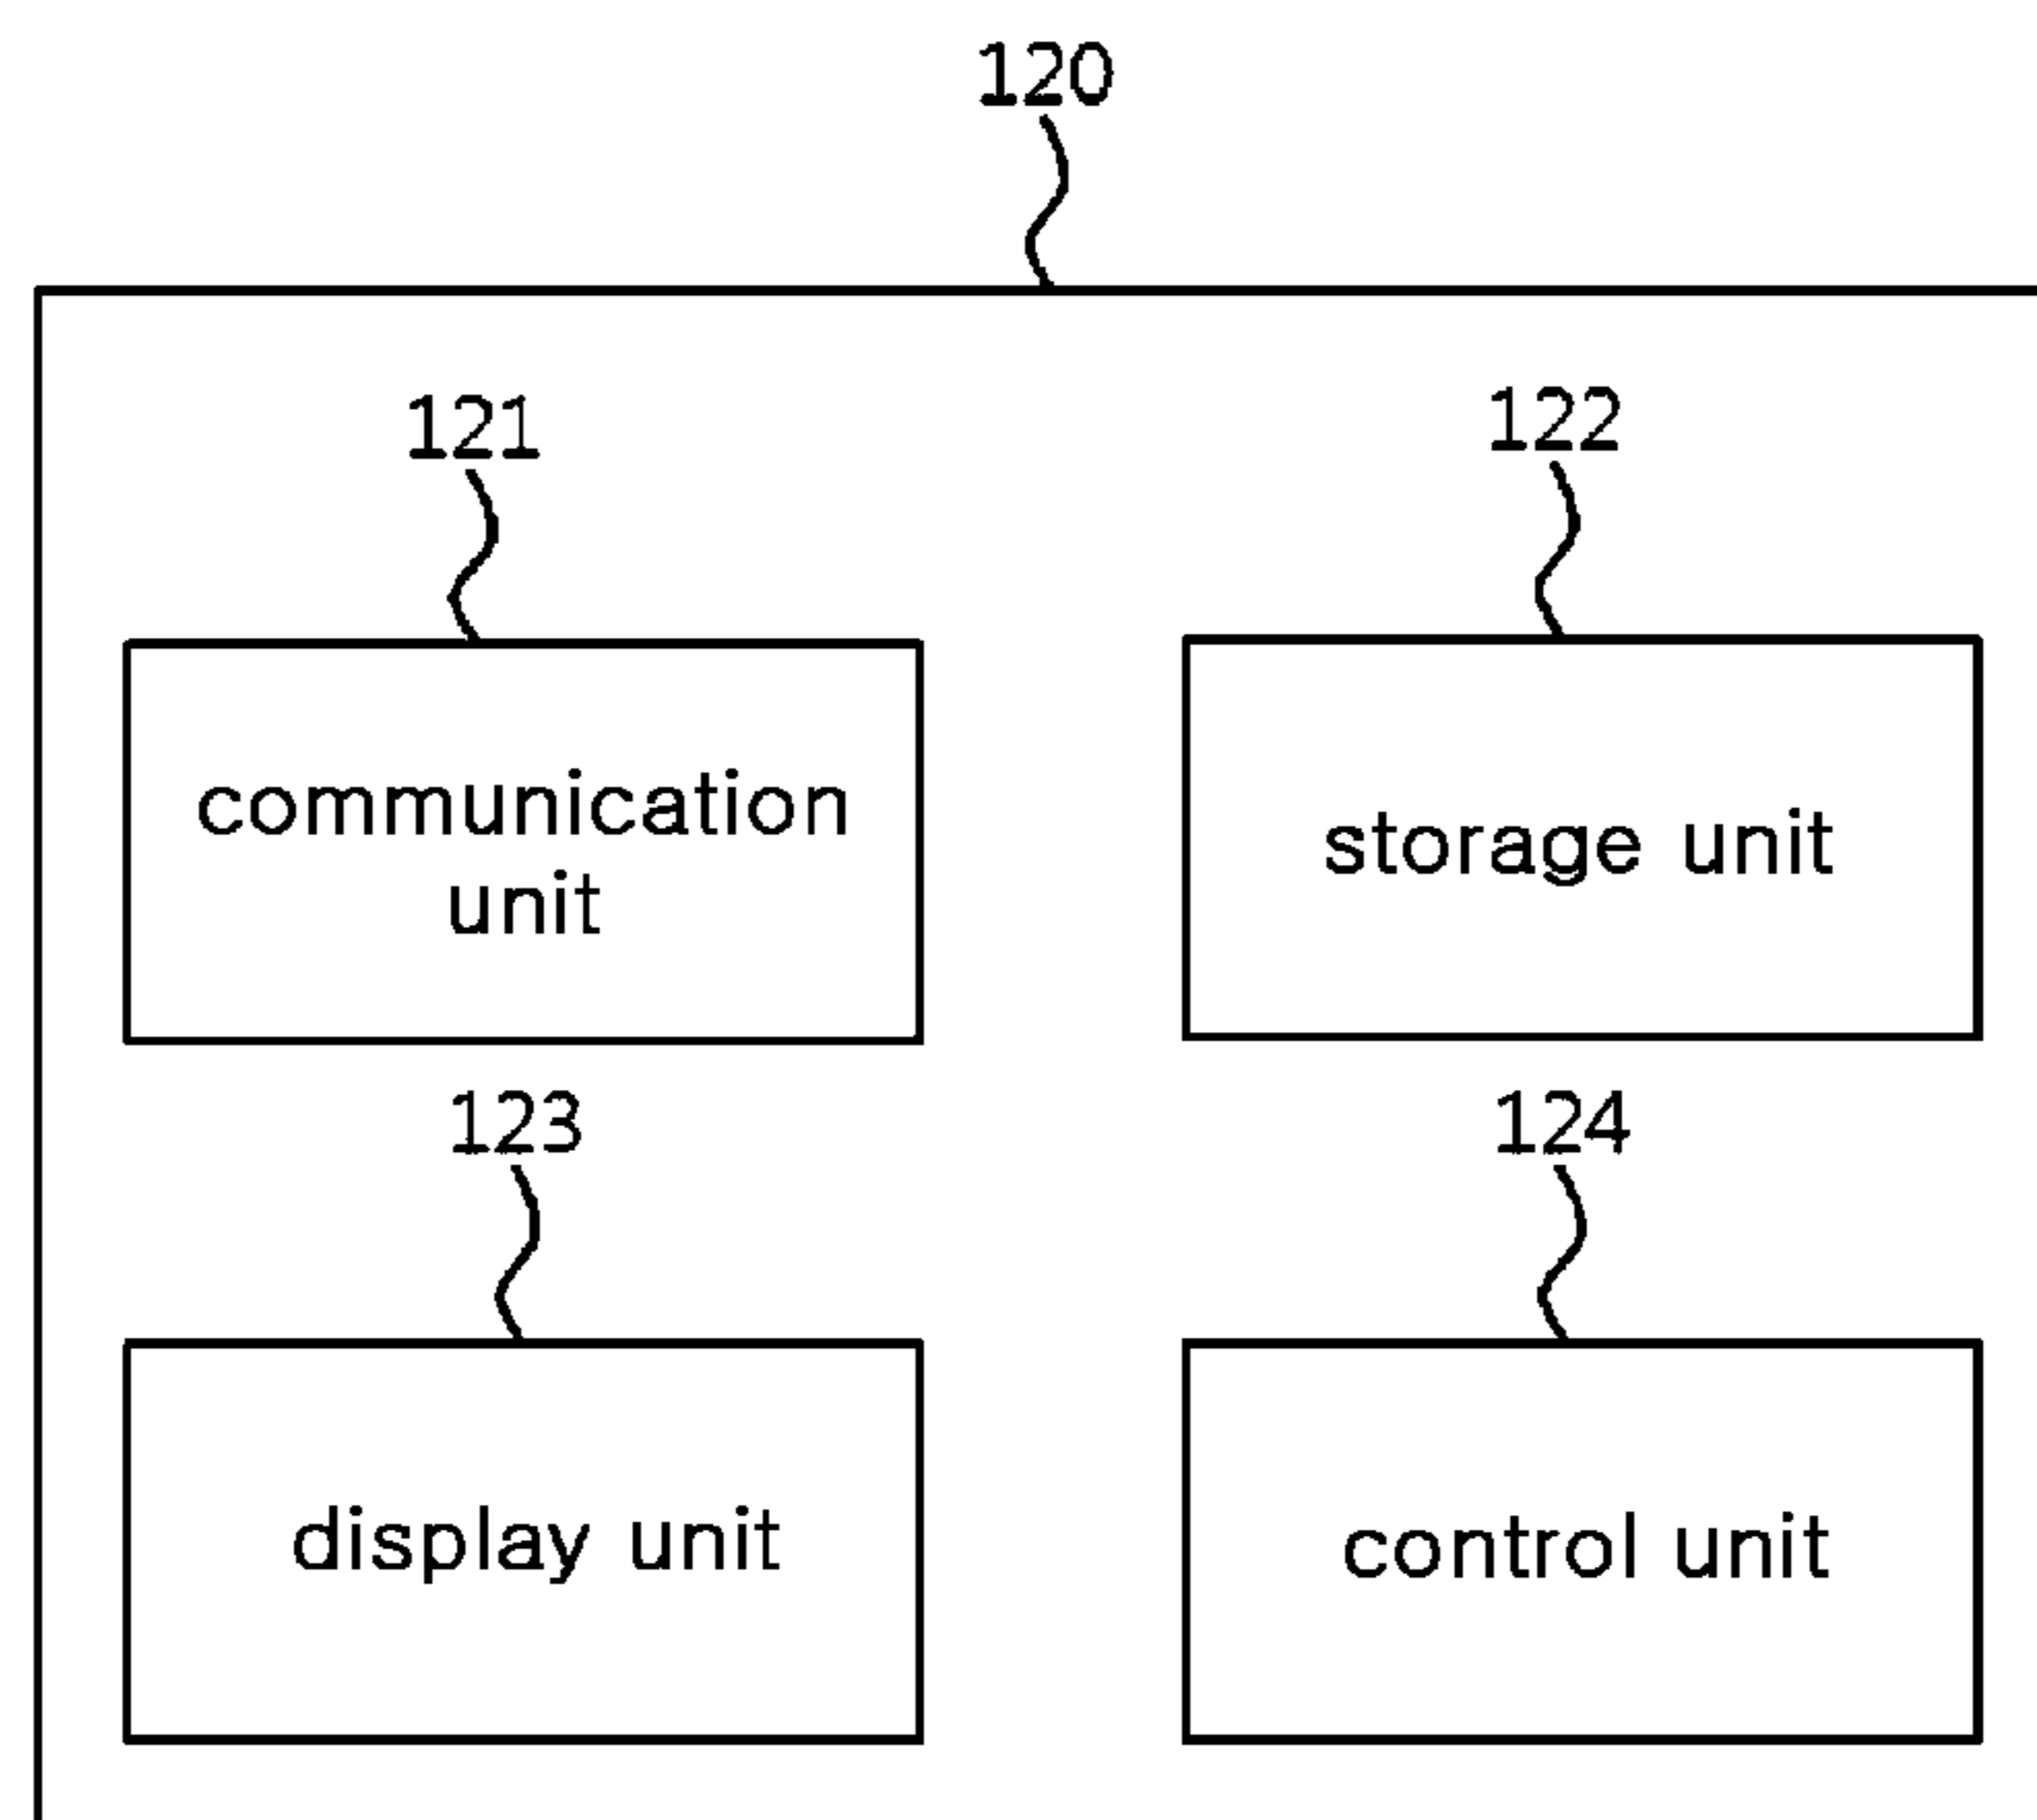 120
121
122
communication
unit
storage unit
123
124
display unit
control unit